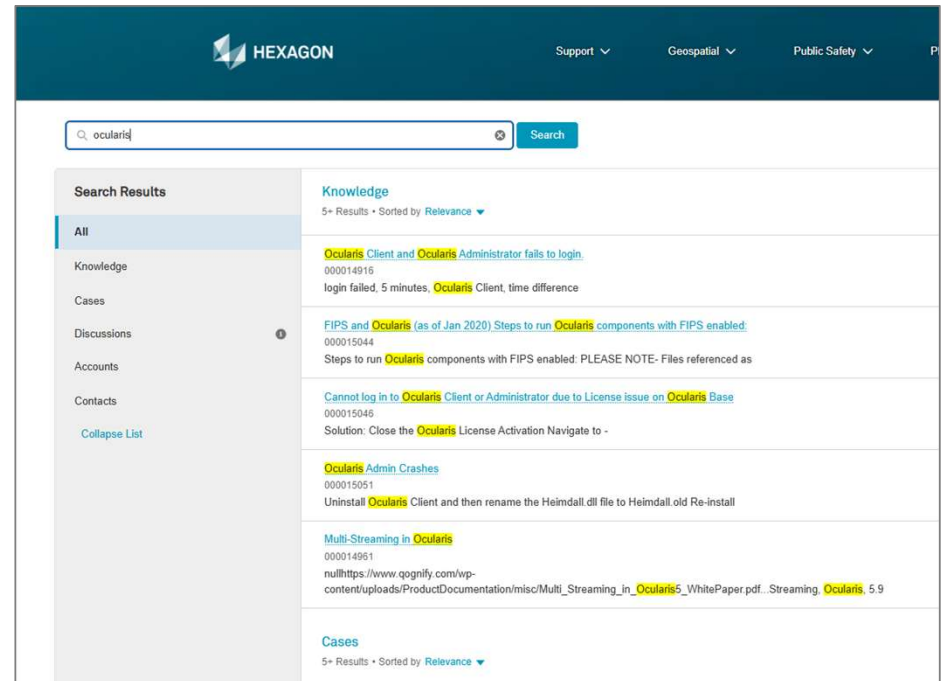 HEXAGON
Support
Geospatial
Public Safety
ocularis
Search
Search Results
All
Knowledge
Cases
Discussions
Accounts
Contacts
Collapse List
Knowledge
5+ Results • Sorted by Relevance
Ocularis Client and Ocularis Administrator fails to login.
000014916
login failed, 5 minutes, Ocularis Client, time difference
FIPS and Ocularis (as of Jan 2020) Steps to run Ocularis components with FIPS enabled:
000015044
Steps to run Ocularis components with FIPS enabled: PLEASE NOTE- Files referenced as
Cannot log in to Ocularis Client or Administrator due to License issue on Ocularis Base
000015046
Solution: Close the Ocularis License Activation Navigate to -
Ocularis Admin Crashes
000015051
Uninstall Ocularis Client and then rename the Heimdall.dll file to Heimdall.old Re-install
Multi-Streaming in Ocularis
000014961
nullhttps://www.qognify.com/wp-
content/uploads/ProductDocumentation/misc/Multi_Streaming_in_Ocularis5_WhitePaper.pdf...Streaming, Ocularis, 5.9
Cases
5+ Results • Sorted by Relevance